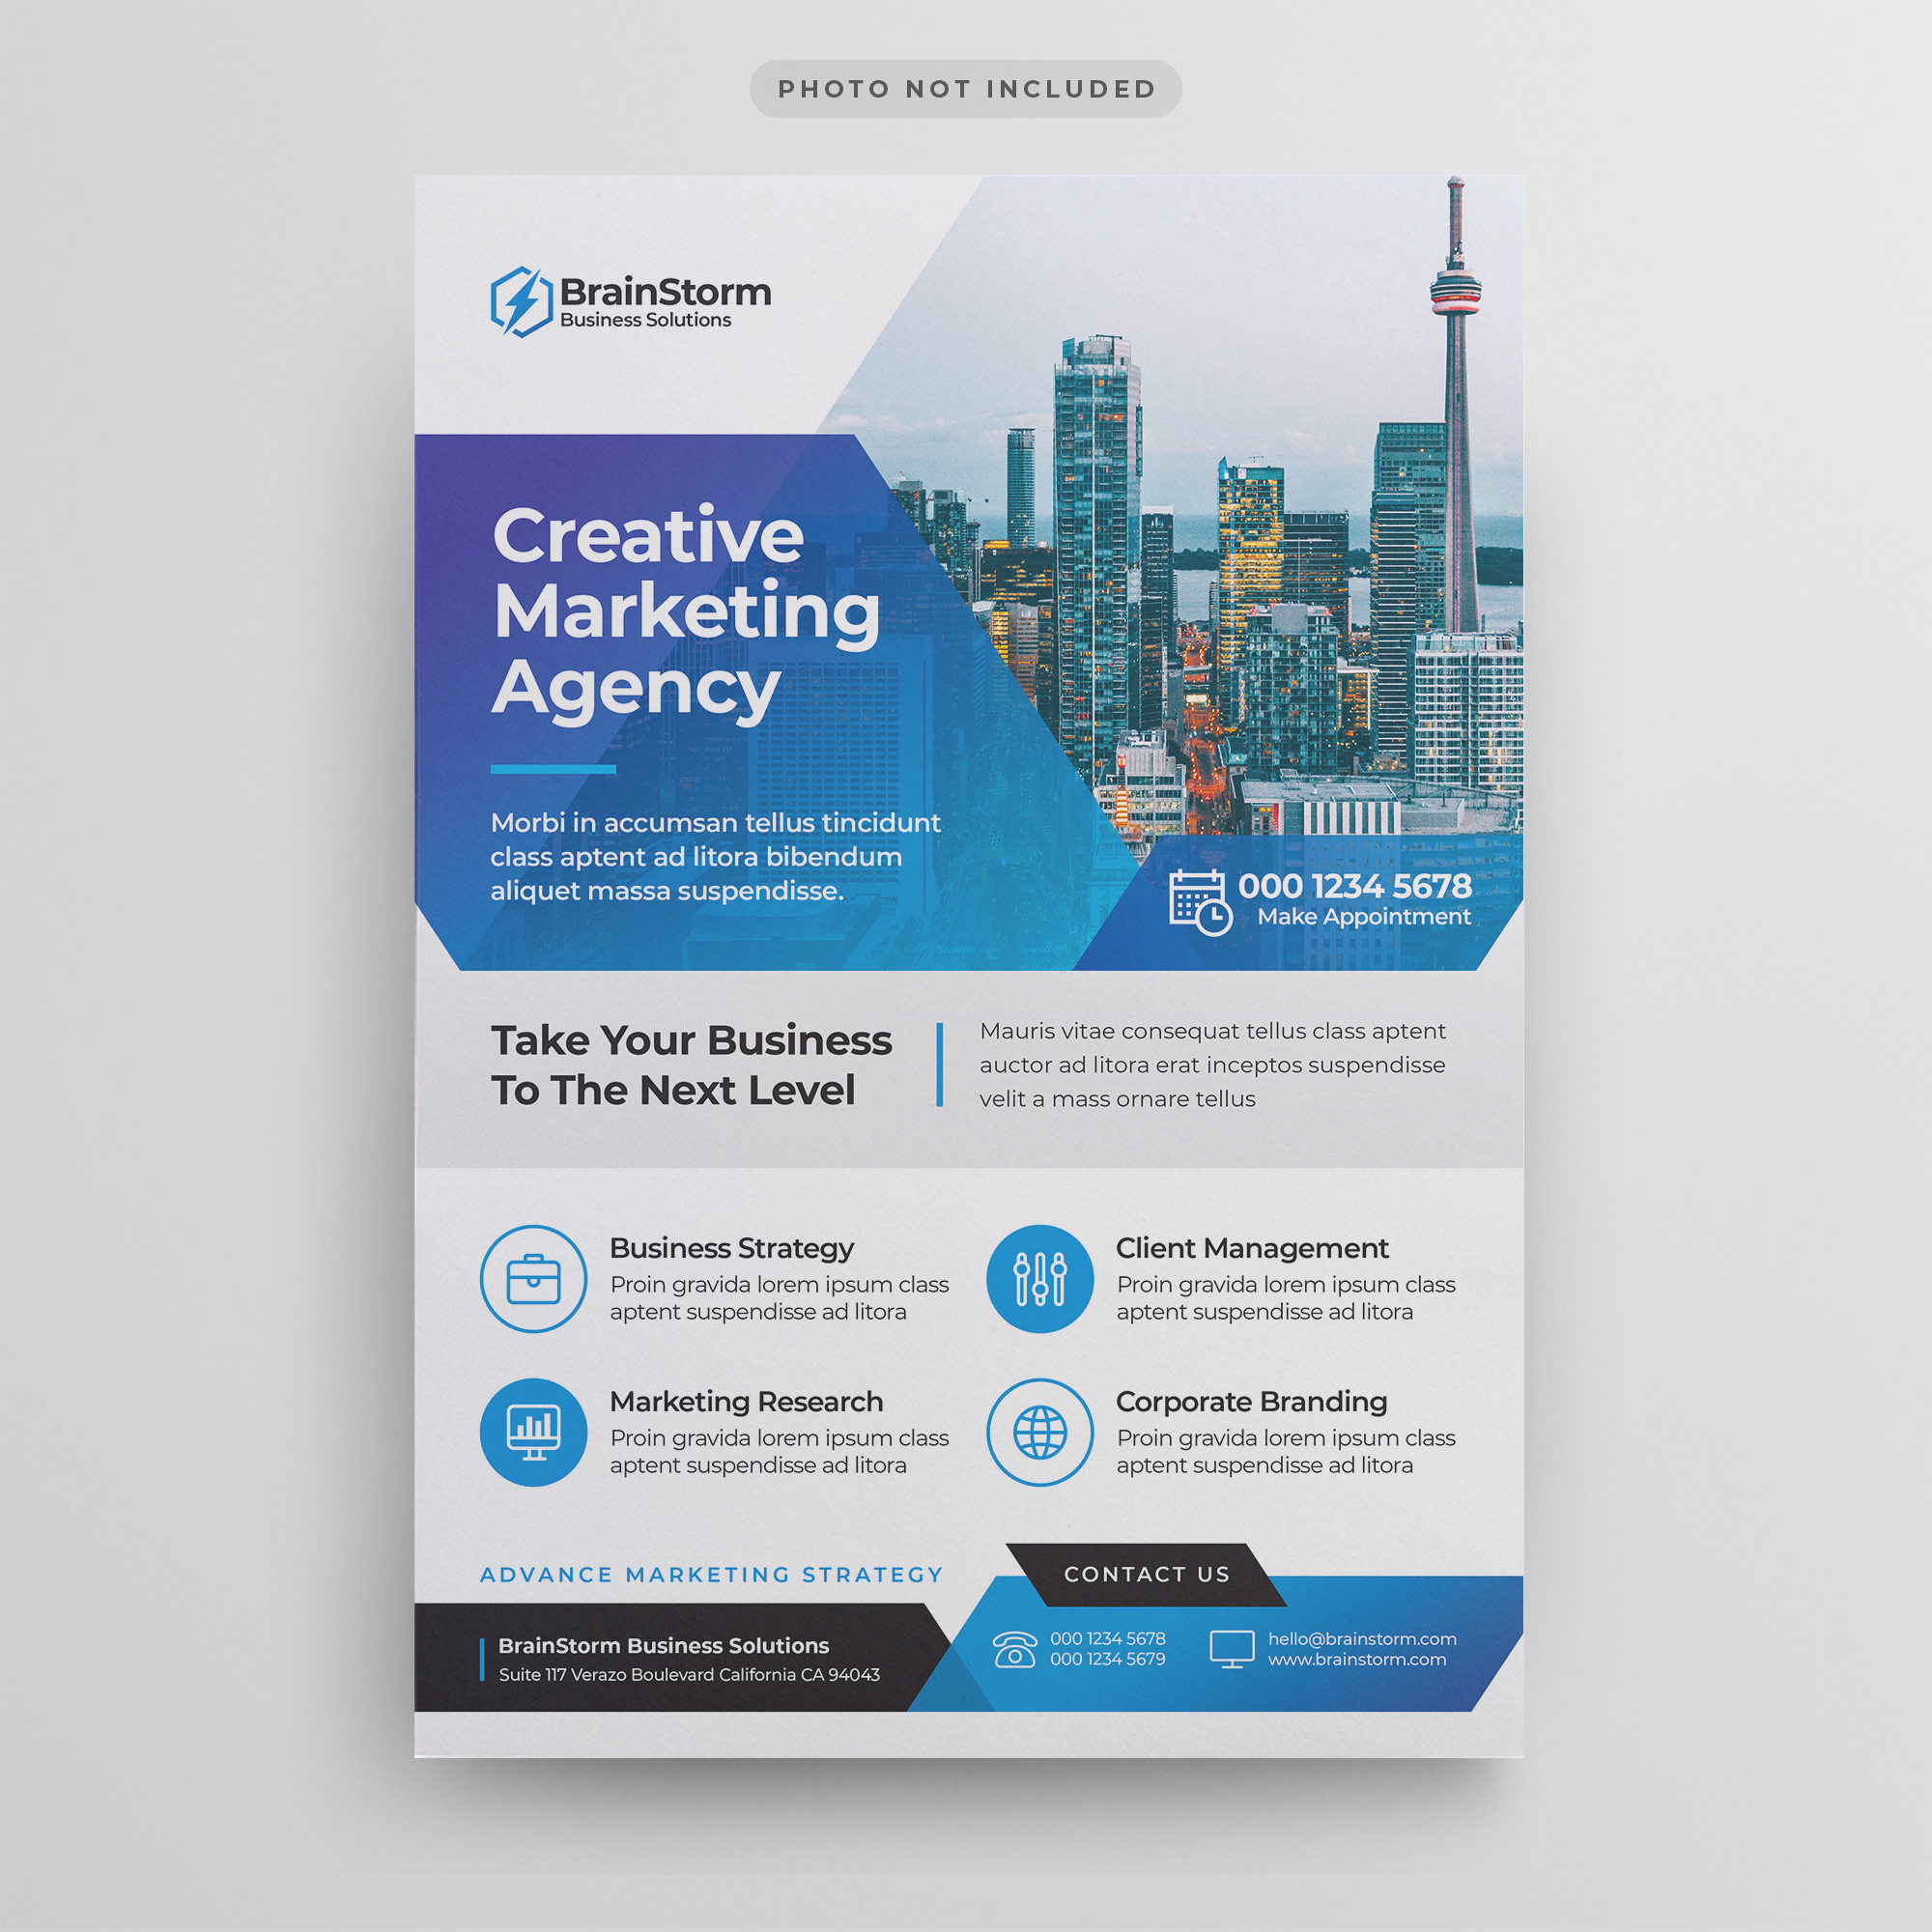 PHOTO NOT INCLUDED
BrainStorm
Business Solutions
Creative
Marketing
Agency
Morbi in accumsan tellus tincidunt
class aptent ad litora bibendum
aliquet massa suspendisse.
000 1234 5678
Make Appointment
Take Your Business
To The Next Level
Mauris vitae consequat tellus class aptent
auctor ad litora erat inceptos suspendisse
velit a mass ornare tellus
Business Strategy
Proin gravida lorem ipsum class
aptent suspendisse ad litora
Client Management
Proin gravida lorem ipsum class
aptent suspendisse ad litora
Marketing Research
Proin gravida lorem ipsum class
aptent suspendisse ad litora
Corporate Branding
Proin gravida lorem ipsum class
aptent suspendisse ad litora
ADVANCE MARKETING STRATEGY
BrainStorm Business Solutions
Suite 117 Verazo Boulevard California CA 94043
CONTACT US
000 1234 5678
000 1234 5679
hello@brainstorm.com
www.brainstorm.com